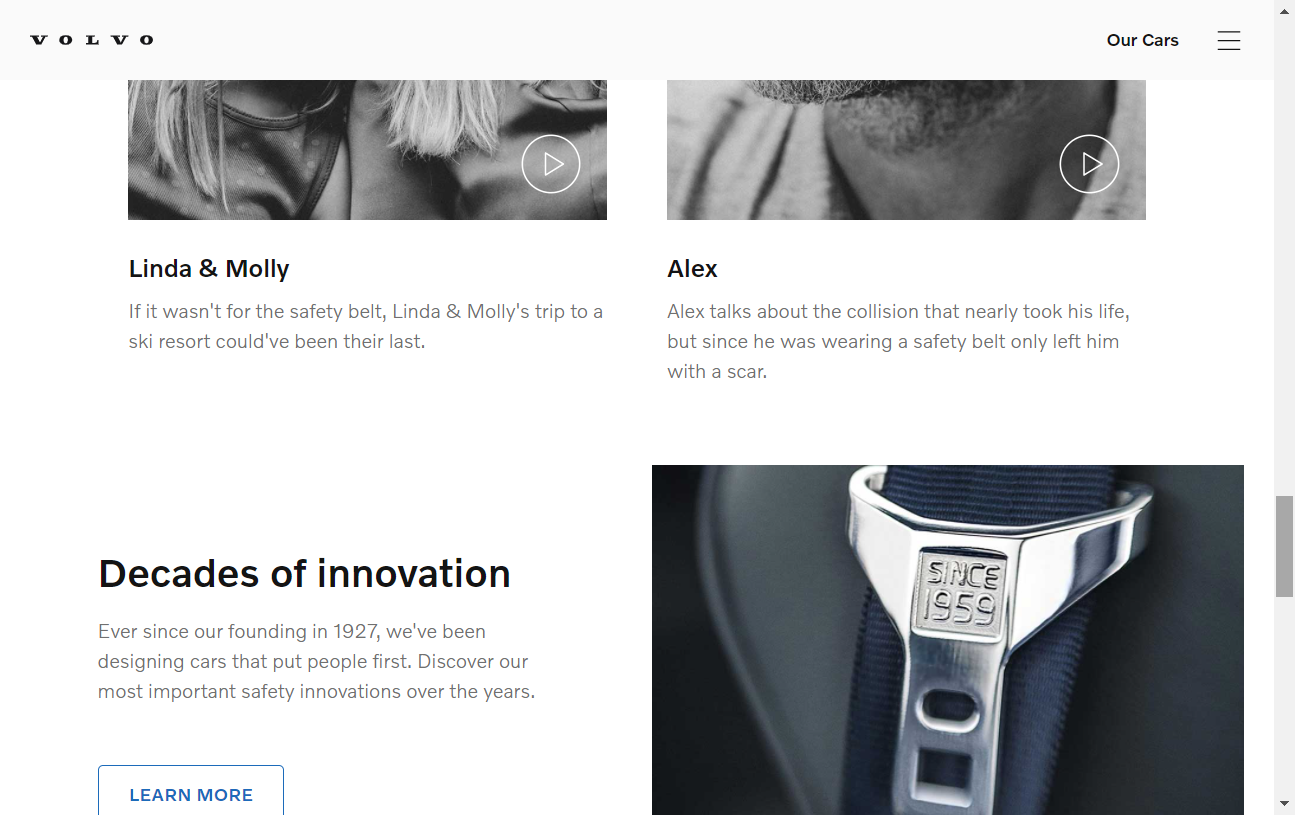 VOLVO
Our Cars
Linda & Molly
If it wasn't for the safety belt, Linda & Molly's trip to a
ski resort could've been their last.
Alex
Alex talks about the collision that nearly took his life,
but since he was wearing a safety belt only left him
with a scar.
Decades of innovation
Ever since our founding in 1927, we've been
designing cars that put people first. Discover our
most important safety innovations over the years.
LEARN MORE
SINCE
1959